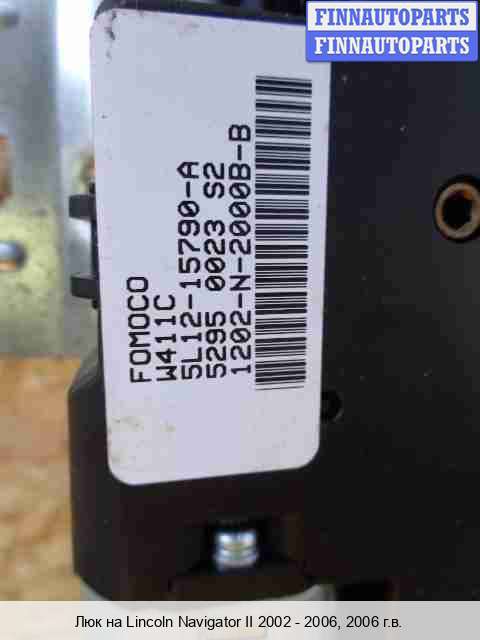 FINNAUTOPARTS
FINNAUTOPARTS
FOMOCO
W411C
5L12-15790-A
5295 0023 S2
1202-N-2000B-B
Люк на Lincoln Navigator II 2002 - 2006, 2006 г.в.